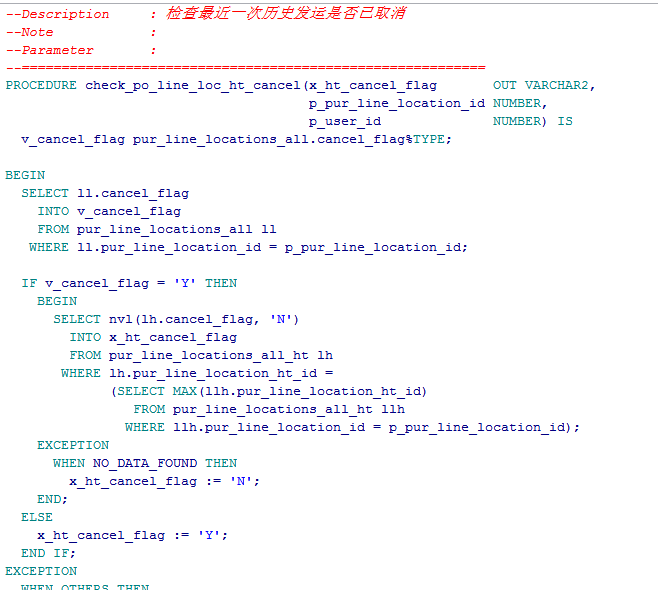 --Description     : 检查最近一次历史发运是否已取消
--Note            :
--Parameter       :
--==========================================================
PROCEDURE check_po_line_loc_ht_cancel(x_ht_cancel_flag       OUT VARCHAR2,
                                      p_pur_line_location_id NUMBER,
                                      p_user_id              NUMBER) IS
  v_cancel_flag pur_line_locations_all.cancel_flag%TYPE;

BEGIN
  SELECT ll.cancel_flag
    INTO v_cancel_flag
    FROM pur_line_locations_all ll
   WHERE ll.pur_line_location_id = p_pur_line_location_id;

  IF v_cancel_flag = 'Y' THEN
    BEGIN
      SELECT nvl(lh.cancel_flag, 'N')
        INTO x_ht_cancel_flag
        FROM pur_line_locations_all_ht lh
       WHERE lh.pur_line_location_ht_id =
             (SELECT MAX(llh.pur_line_location_ht_id)
                FROM pur_line_locations_all_ht llh
               WHERE llh.pur_line_location_id = p_pur_line_location_id);
    EXCEPTION
      WHEN NO_DATA_FOUND THEN
        x_ht_cancel_flag := 'N';
    END;
  ELSE
    x_ht_cancel_flag := 'Y';
  END IF;
EXCEPTION
  WHEN OTHERS THEN